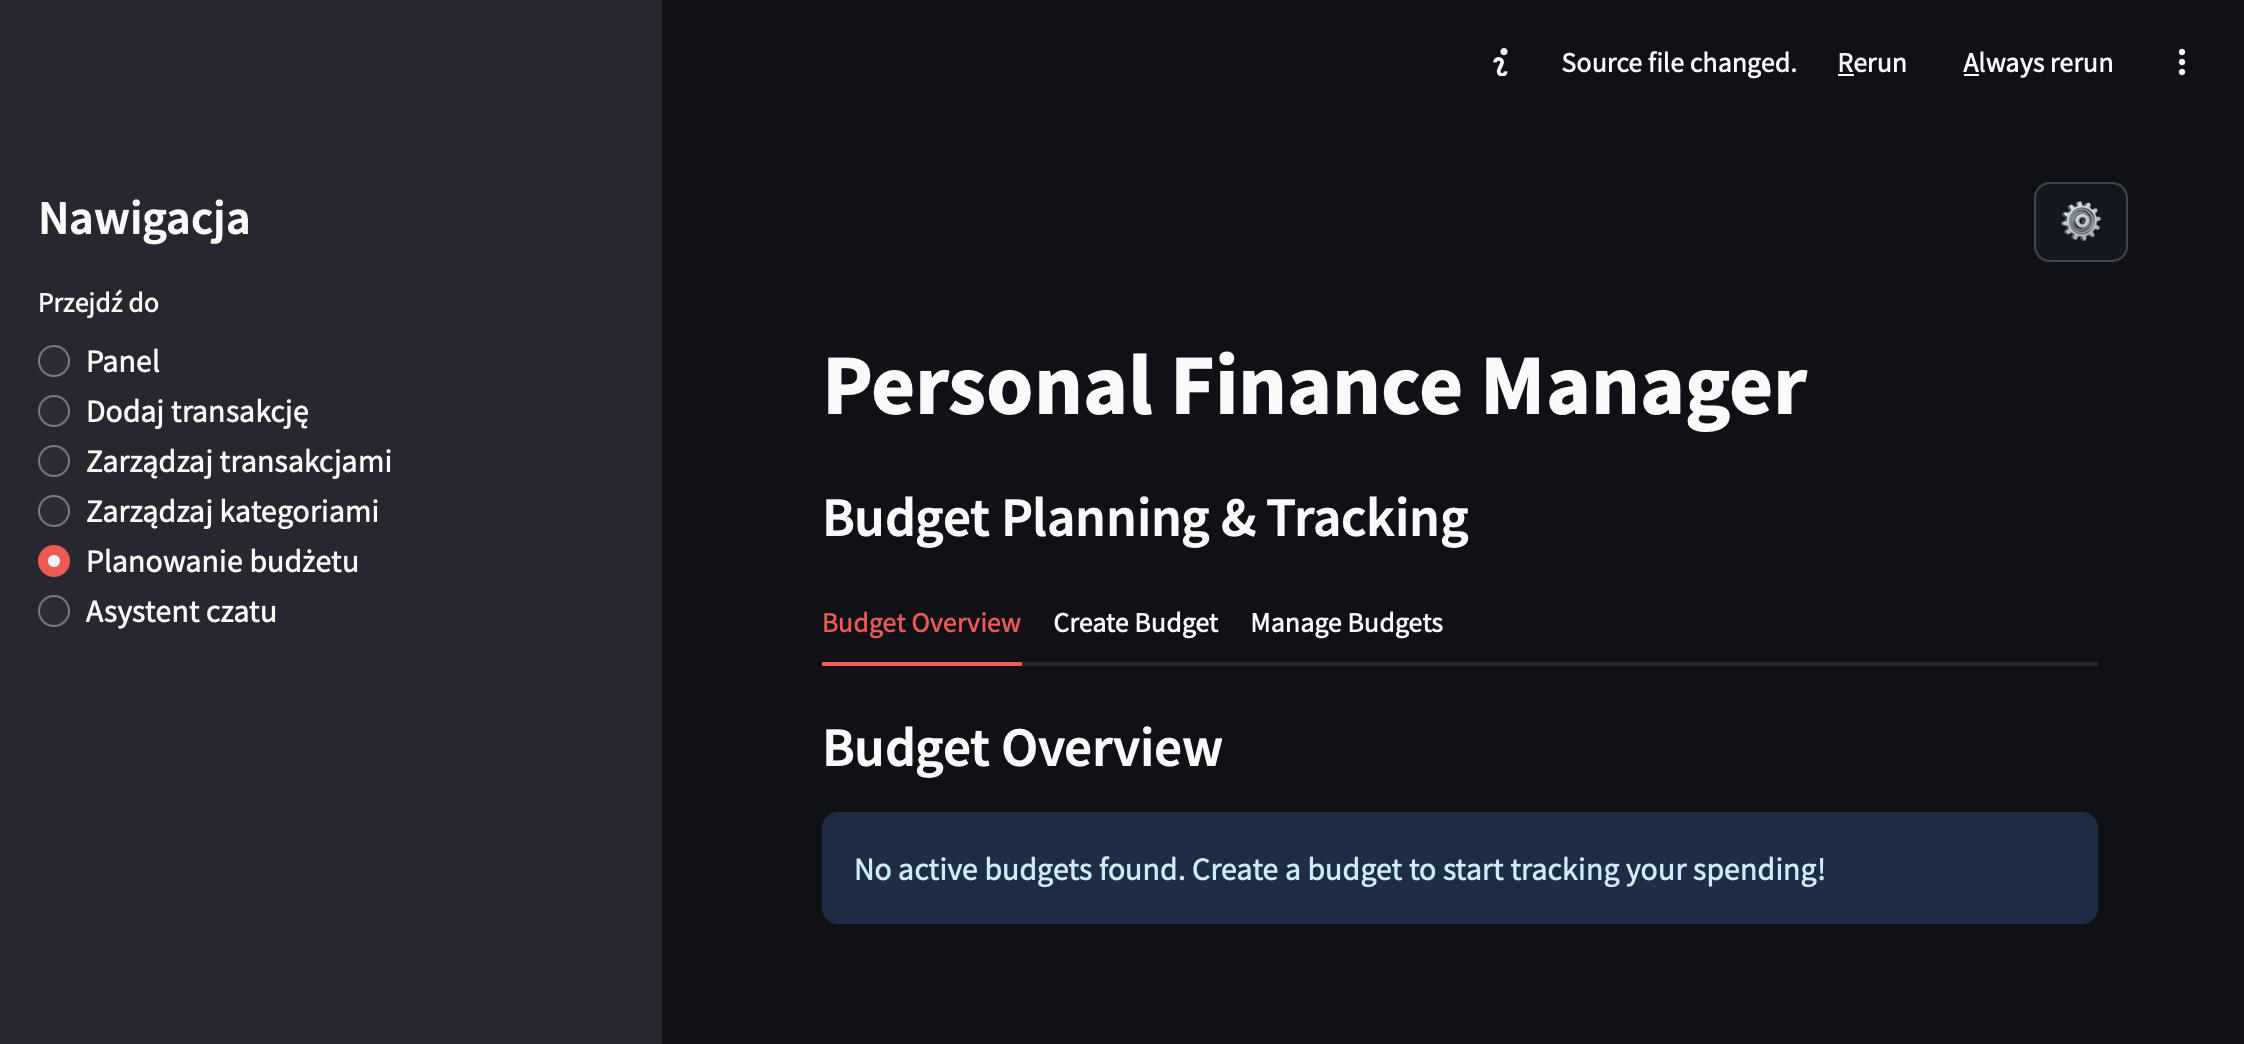 Source file changed. Rerun Always rerun
Nawigacja
Przejdź do
Panel
Dodaj transakcję
Zarządzaj transakcjami
Zarządzaj kategoriami
Planowanie budżetu
Asystent czatu
Personal Finance Manager
Budget Planning & Tracking
Budget Overview Create Budget Manage Budgets
Budget Overview
No active budgets found. Create a budget to start tracking your spending!